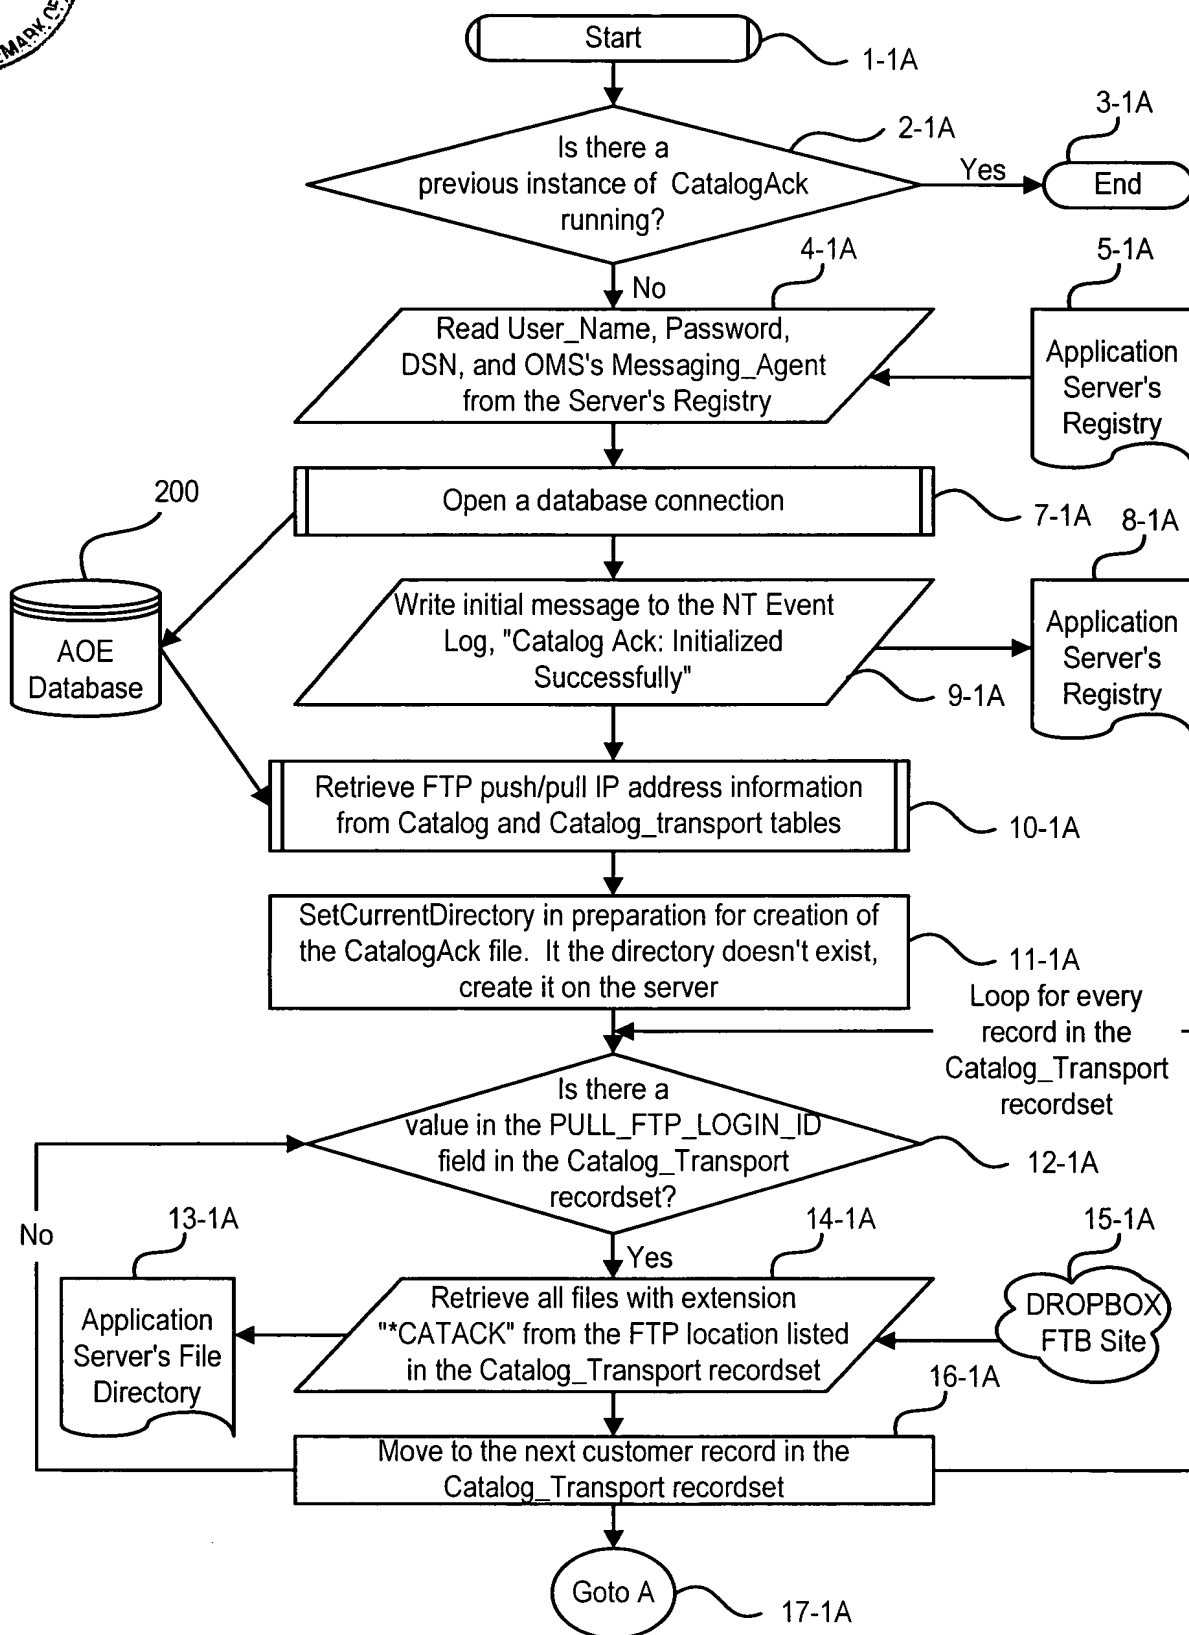 EMARK OF
Start
1-1A
Is there a
previous instance of CatalogAck
running?
2-1A
Yes
3-1A
End
No
4-1A
Read User_Name, Password,
DSN, and OMS's Messaging_Agent
from the Server's Registry
5-1A
Application
Server's
Registry
200
Open a database connection
7-1A
8-1A
AOE
Database
Write initial message to the NT Event
Log, "Catalog Ack: Initialized
Successfully"
9-1A
Application
Server's
Registry
Retrieve FTP push/pull IP address information
from Catalog and Catalog_transport tables
10-1A
SetCurrentDirectory in preparation for creation of
the CatalogAck file. It the directory doesn't exist,
create it on the server
11-1A
Loop for every
record in the
Catalog_Transport
recordset
Is there a
value in the PULL_FTP_LOGIN_ID
field in the Catalog_Transport
recordset?
12-1A
No
Yes
13-1A
Application
Server's File
Directory
14-1A
Retrieve all files with extension
"*CATACK" from the FTP location listed
in the Catalog_Transport recordset
15-1A
DROPBOX
FTB Site
16-1A
Move to the next customer record in the
Catalog_Transport recordset
Goto A
17-1A